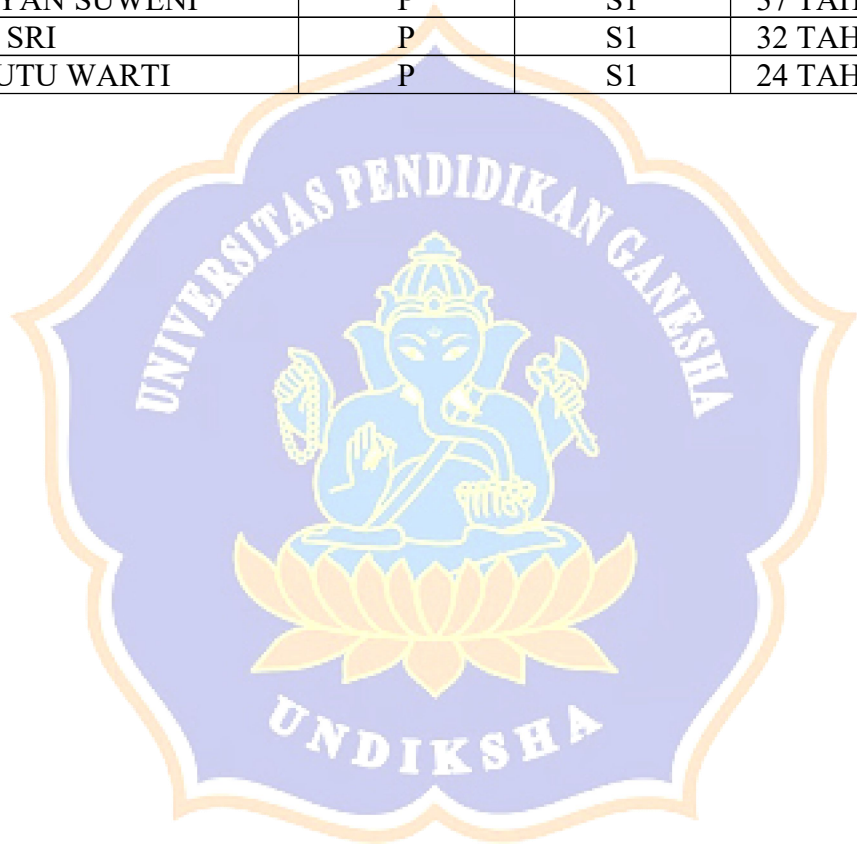 YAN SUWENI P S1 37 TAH
SRI P S1 32 TAH
UTU WARTI P S1 24 TAH
UNIVERSITAS PENDIDIKAN GANESHA
UNDIKSHA